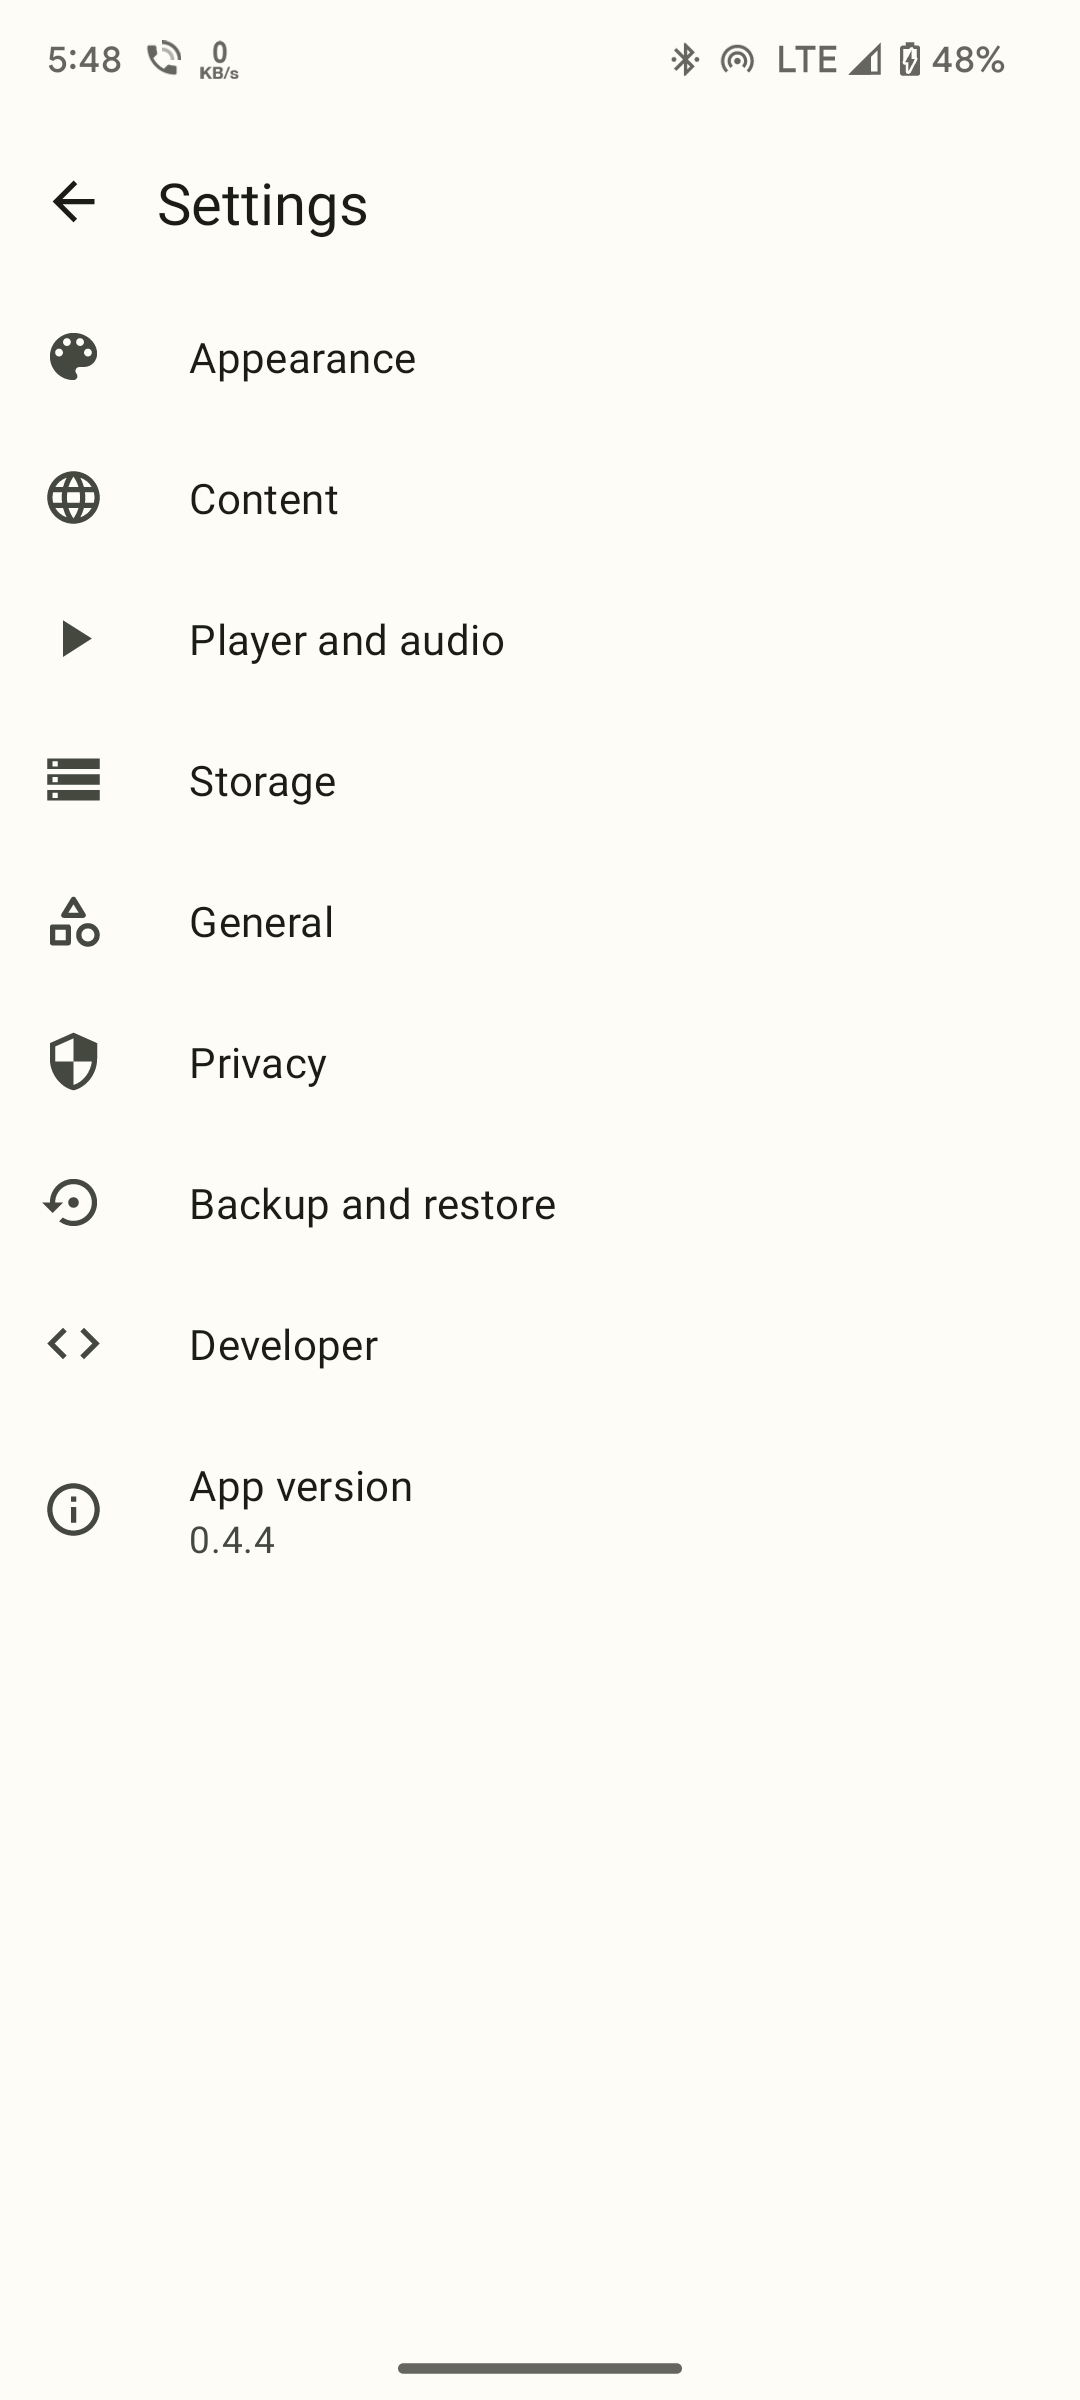 5:48 0 KB/s LTE 48%
Settings
Appearance
Content
Player and audio
Storage
General
Privacy
Backup and restore
Developer
App version
0.4.4